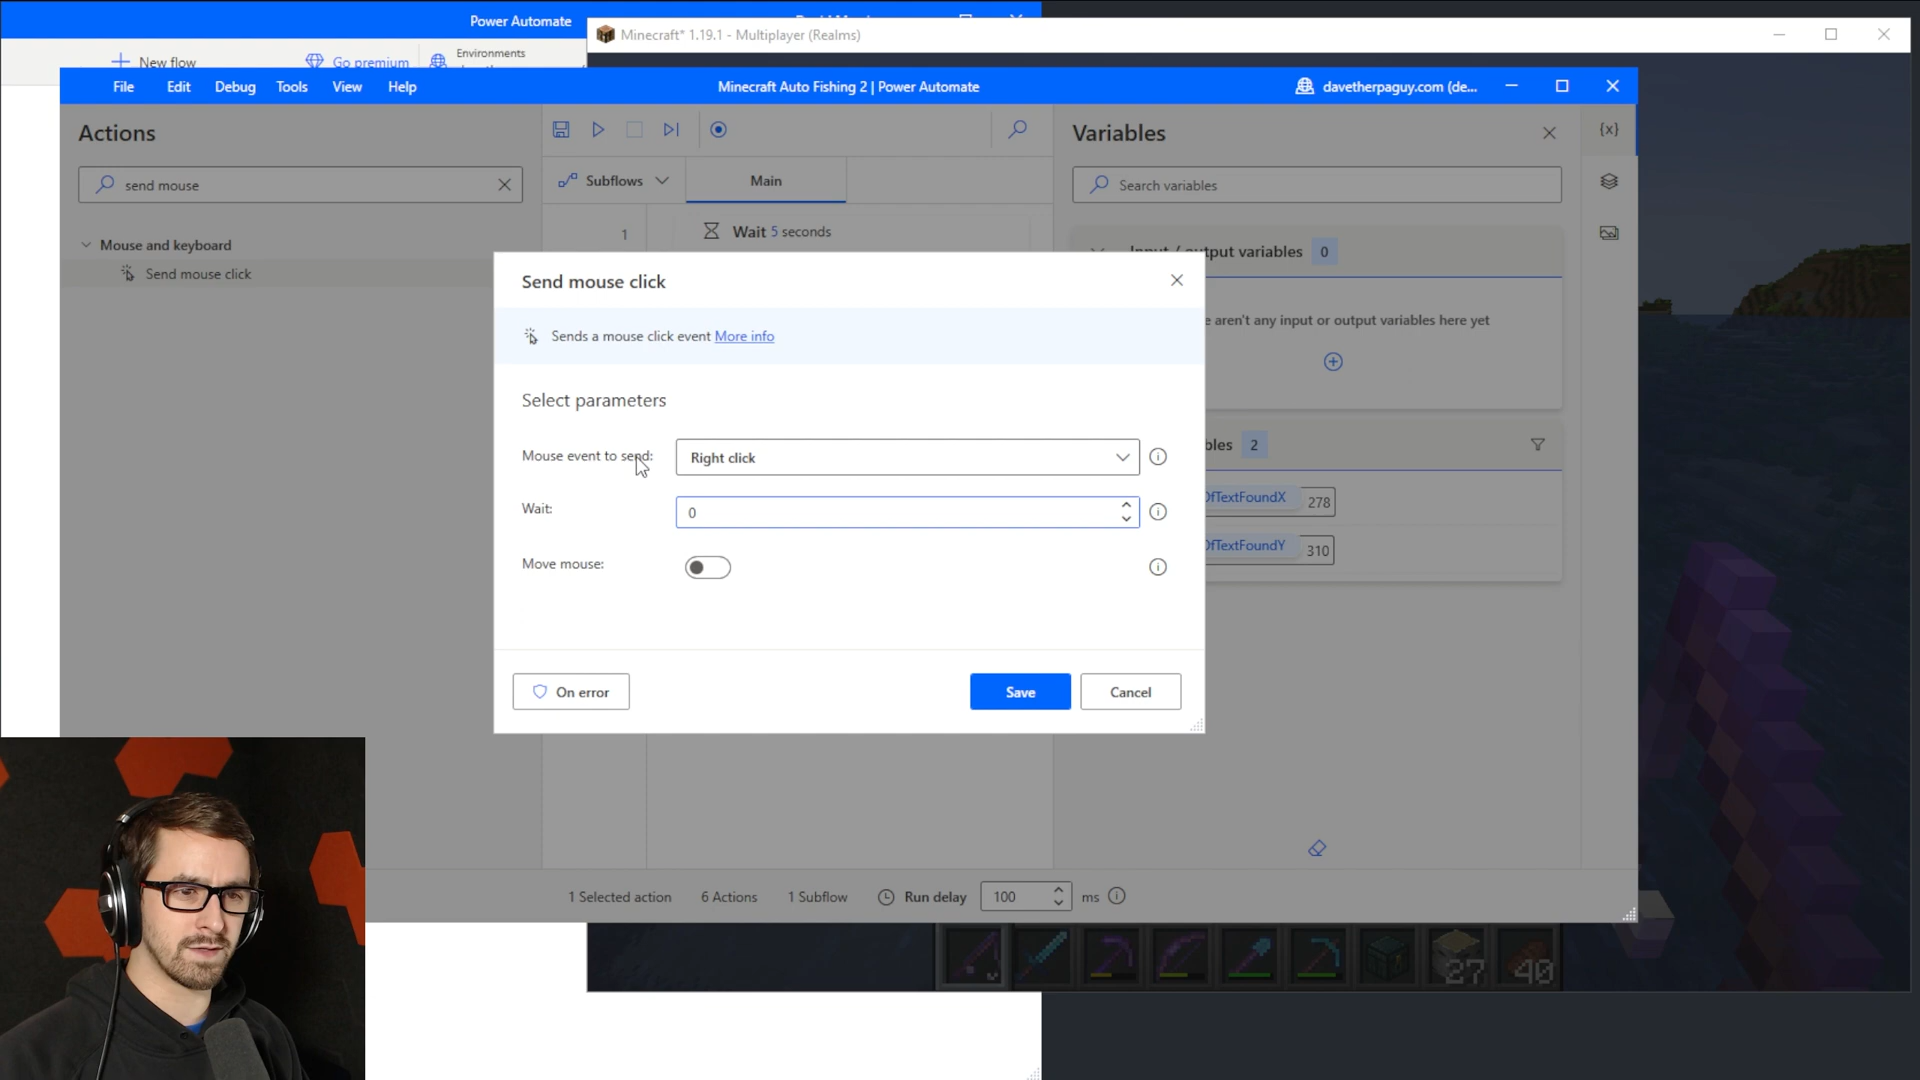 Power Automate
Minecraft* 1.19.1 - Multiplayer (Realms)
New flow
Go premium
Environments
File Edit Debug Tools View Help
Minecraft Auto Fishing 2 | Power Automate
davetherpaguy.com (de...
Actions
send mouse
Mouse and keyboard
Send mouse click
Subflows
Main
1
Wait 5 seconds
Variables
{x}
Search variables
Input / output variables 0
e aren't any input or output variables here yet
bles 2
OfTextFoundX 278
OfTextFoundY 310
Send mouse click
Sends a mouse click event More info
Select parameters
Mouse event to send: Right click
Wait: 0
Move mouse:
On error
Save
Cancel
1 Selected action 6 Actions 1 Subflow Run delay 100 ms
27 40